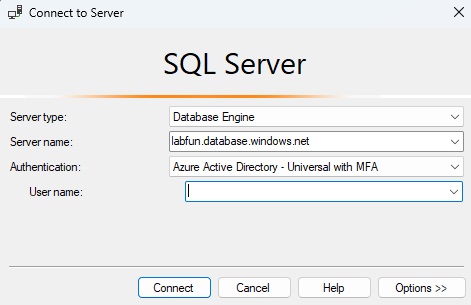 Connect to Server
SQL Server
Server type: Database Engine
Server name: labfun.database.windows.net
Authentication: Azure Active Directory - Universal with MFA
User name:
Connect Cancel Help Options >>